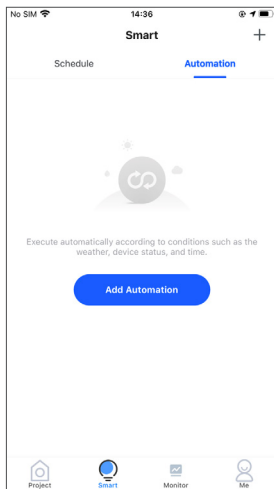 No SIM 14:36
Smart
Schedule Automation
Execute automatically according to conditions such as the
weather, device status, and time.
Add Automation
Project Smart Monitor Me